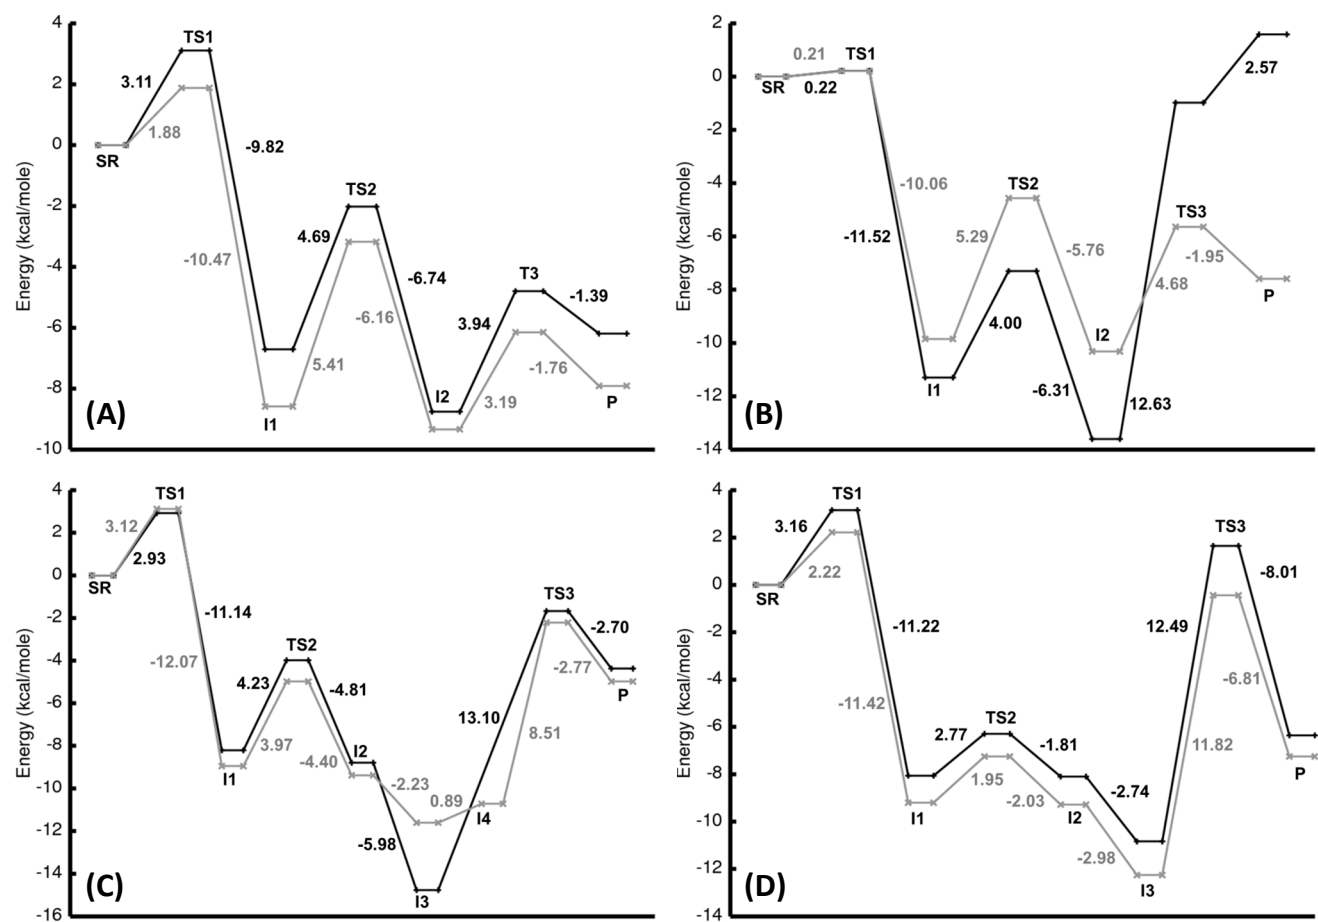 4
2
0
-2
-4
-6
-8
-10
Energy (kcal/mole)
SR
TS1
3.11
1.88
-9.82
-10.47
I1
4.69
5.41
TS2
-6.74
-6.16
I2
3.94
3.19
T3
-1.39
-1.76
P
(A)
2
0
-2
-4
-6
-8
-10
-12
-14
Energy (kcal/mole)
SR
0.21
0.22
TS1
-10.06
-11.52
I1
5.29
4.00
TS2
-5.76
-6.31
I2
12.63
4.68
TS3
-1.95
2.57
P
(B)
4
2
0
-2
-4
-6
-8
-10
-12
-14
-16
Energy (kcal/mole)
SR
3.12
2.93
TS1
-11.14
-12.07
I1
4.23
3.97
TS2
-4.81
-4.40
I2
-2.23
-5.98
I3
0.89
I4
13.10
8.51
TS3
-2.70
-2.77
P
(C)
4
2
0
-2
-4
-6
-8
-10
-12
-14
Energy (kcal/mole)
SR
3.16
2.22
TS1
-11.22
-11.42
I1
2.77
1.95
TS2
-1.81
-2.03
I2
-2.74
-2.98
I3
12.49
11.82
TS3
-8.01
-6.81
P
(D)